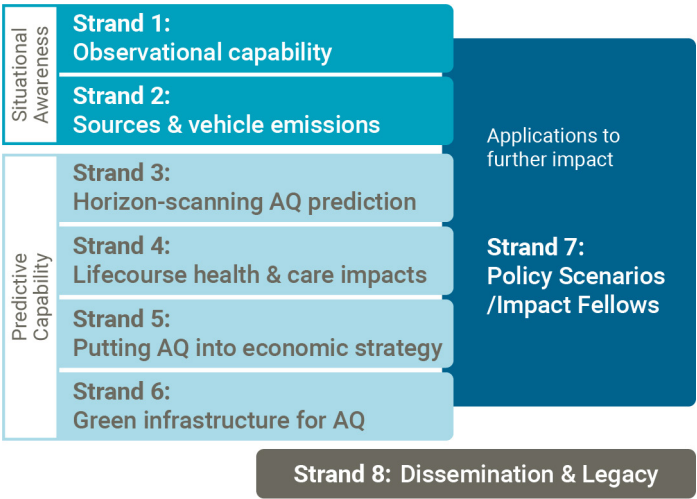 Situational
Awareness
Strand 1:
Observational capability
Strand 2:
Sources & vehicle emissions
Predictive
Capability
Strand 3:
Horizon-scanning AQ prediction
Strand 4:
Lifecourse health & care impacts
Strand 5:
Putting AQ into economic strategy
Strand 6:
Green infrastructure for AQ
Applications to
further impact
Strand 7:
Policy Scenarios
/Impact Fellows
Strand 8: Dissemination & Legacy